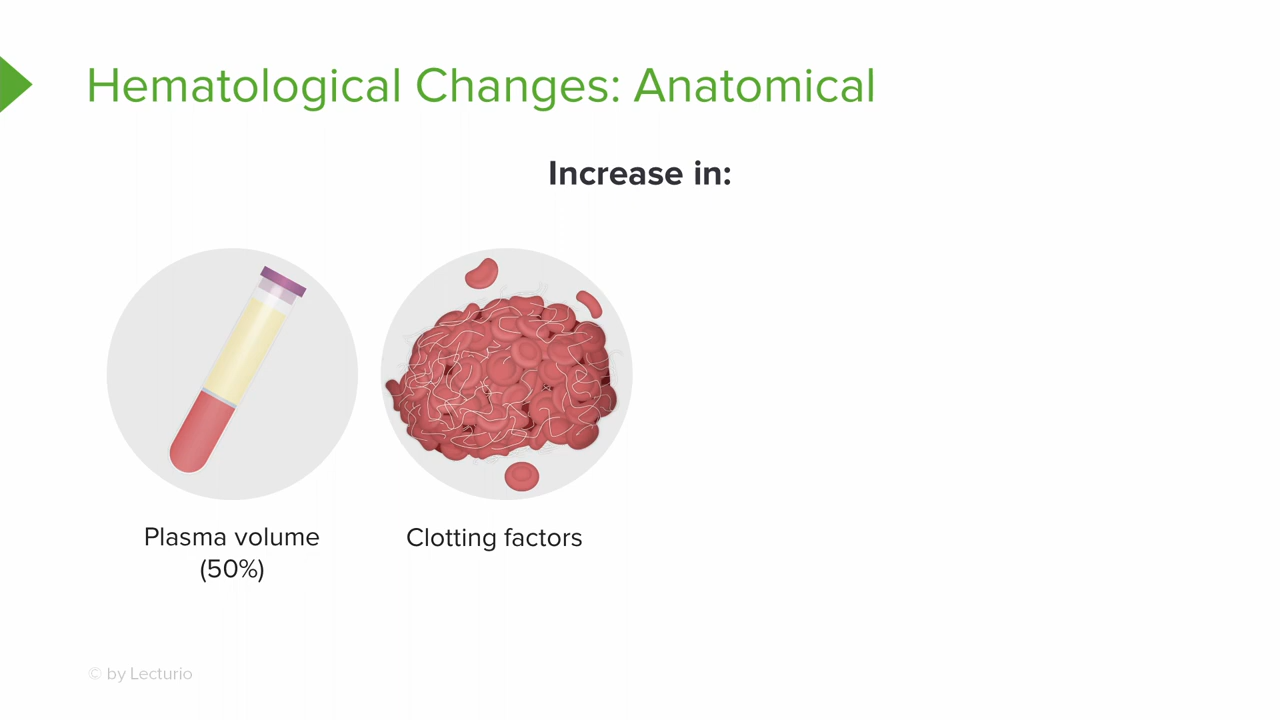 Hematological Changes: Anatomical
Increase in:
Plasma volume
(50%)
Clotting factors
© by Lecturio